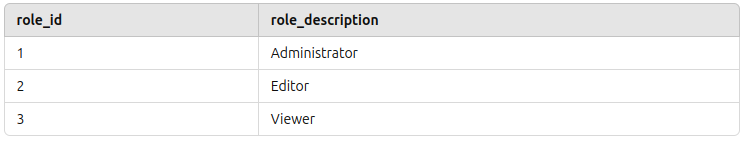 role_id role_description
1 Administrator
2 Editor
3 Viewer